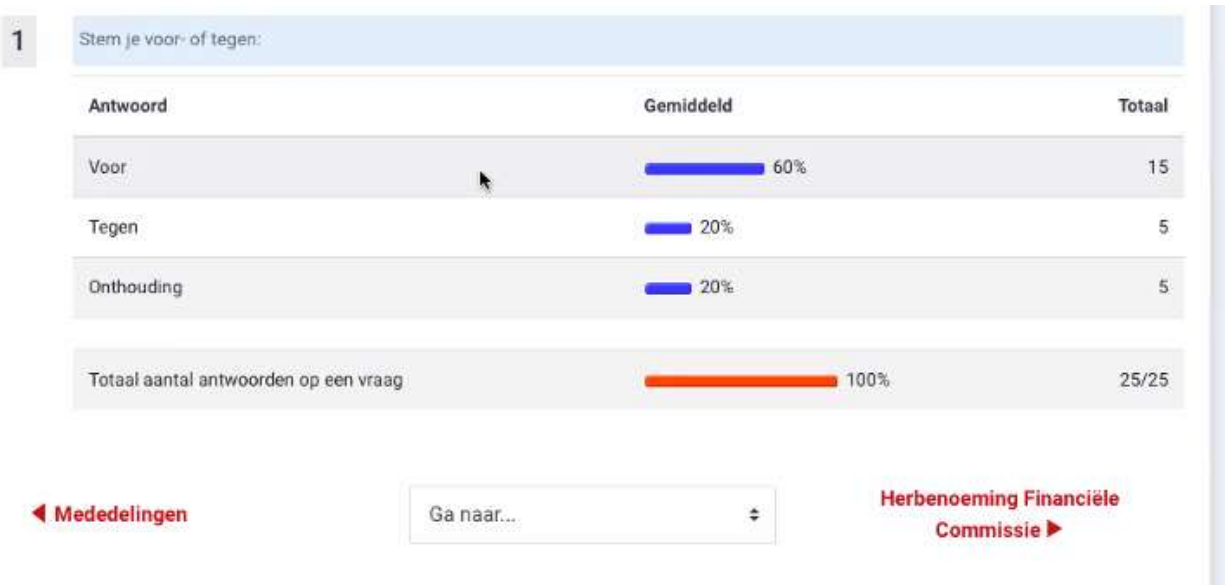 1
Stem je voor- of tegen:
Antwoord Gemiddeld Totaal
Voor 60% 15
Tegen 20% 5
Onthouding 20% 5
Totaal aantal antwoorden op een vraag 100% 25/25
Mededelingen
Ga naar...
Herbenoeming Financiële
Commissie